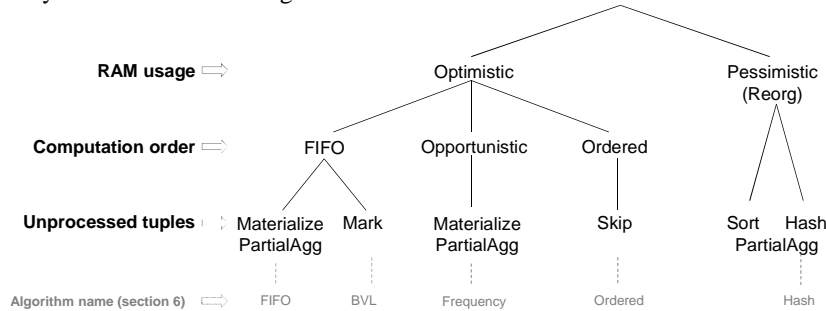 RAM usage Optimistic Pessimistic
(Reorg)
Computation order FIFO Opportunistic Ordered
Unprocessed tuples Materialize Mark Materialize Skip Sort Hash
PartialAgg PartialAgg PartialAgg
Algorithm name (section 6) FIFO BVL Frequency Ordered Hash